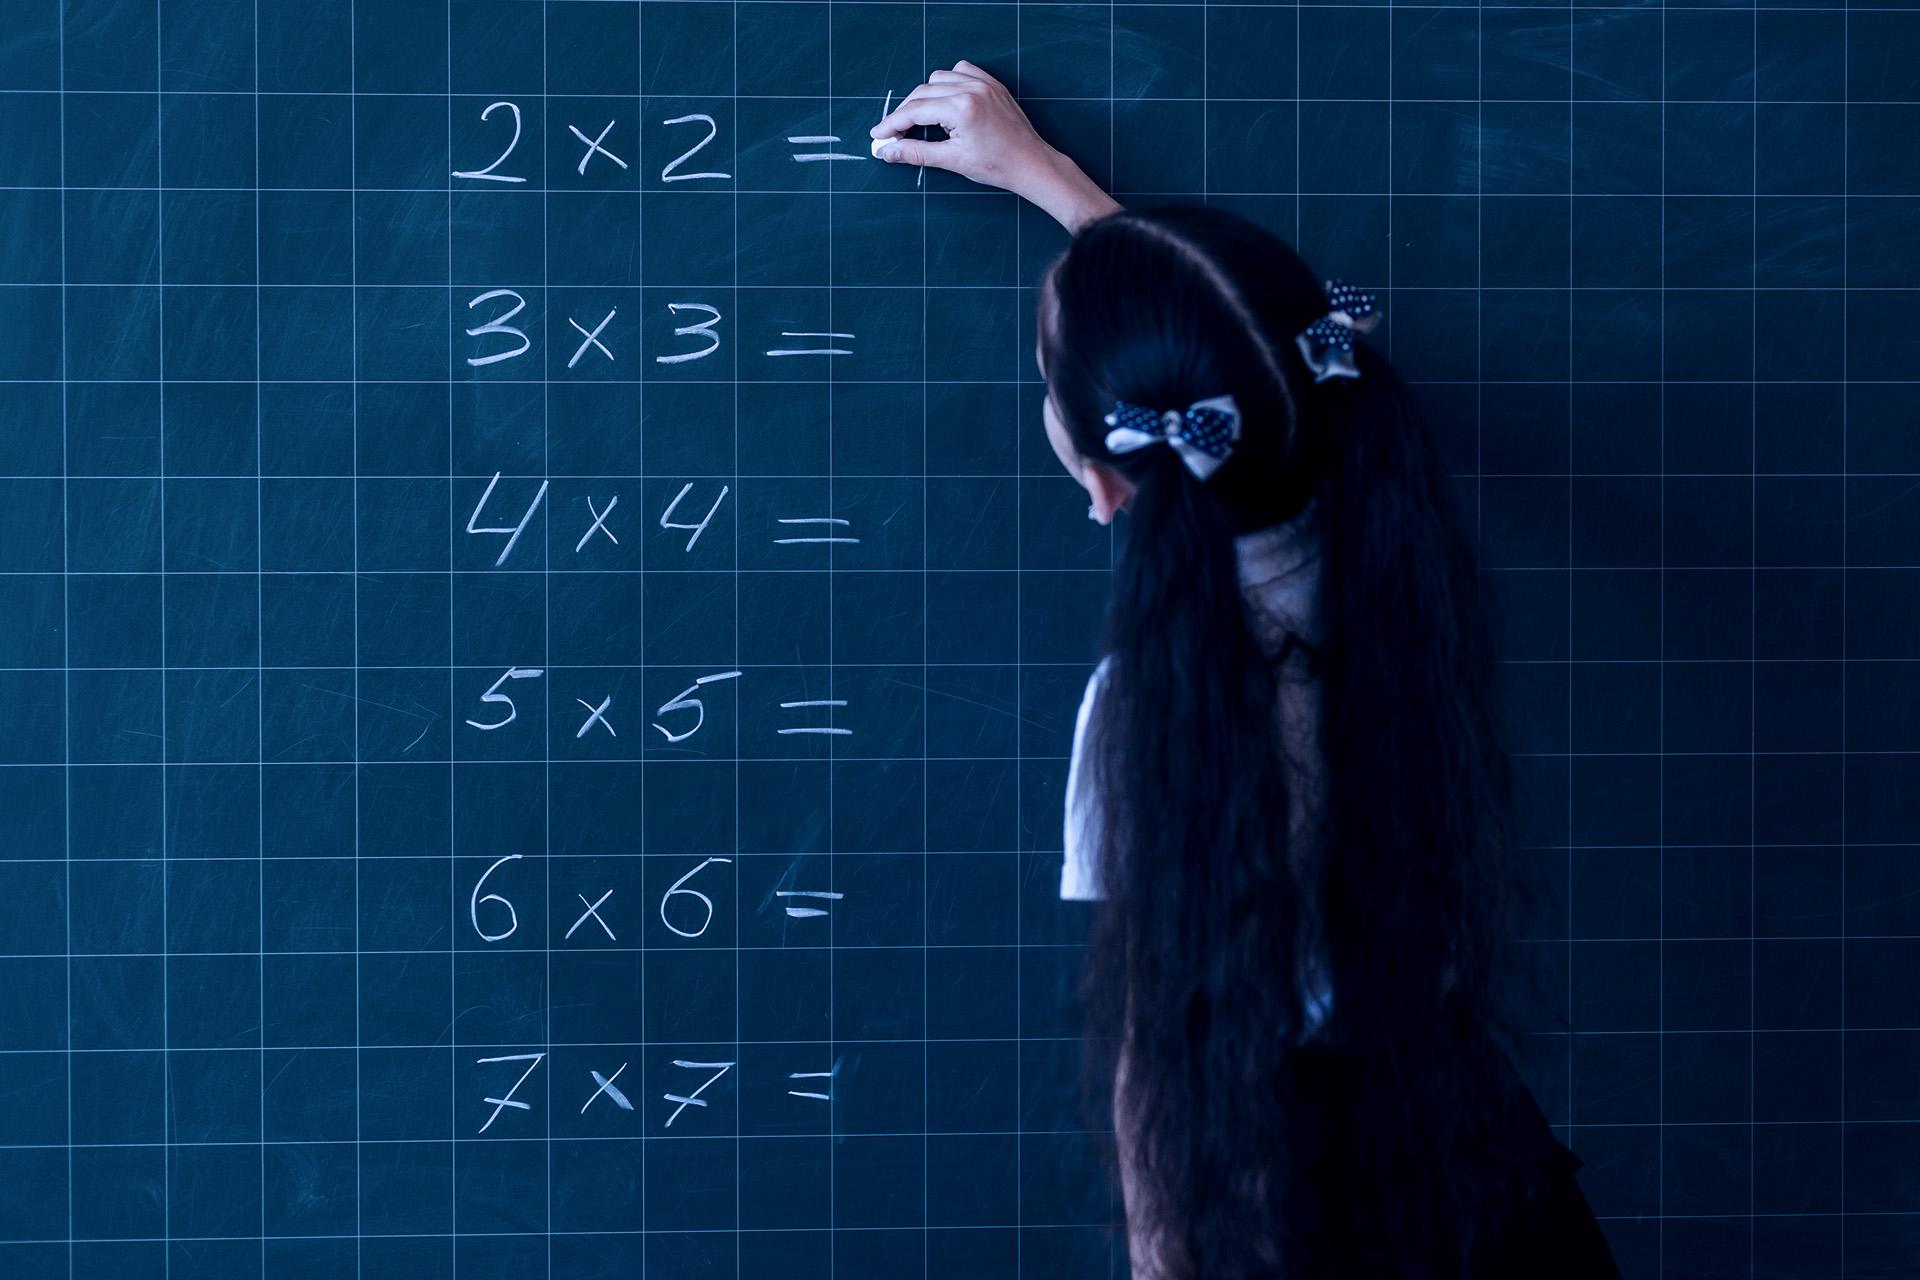 2 × 2 =
3 × 3 =
4 × 4 =
5 × 5 =
6 × 6 =
7 × 7 =